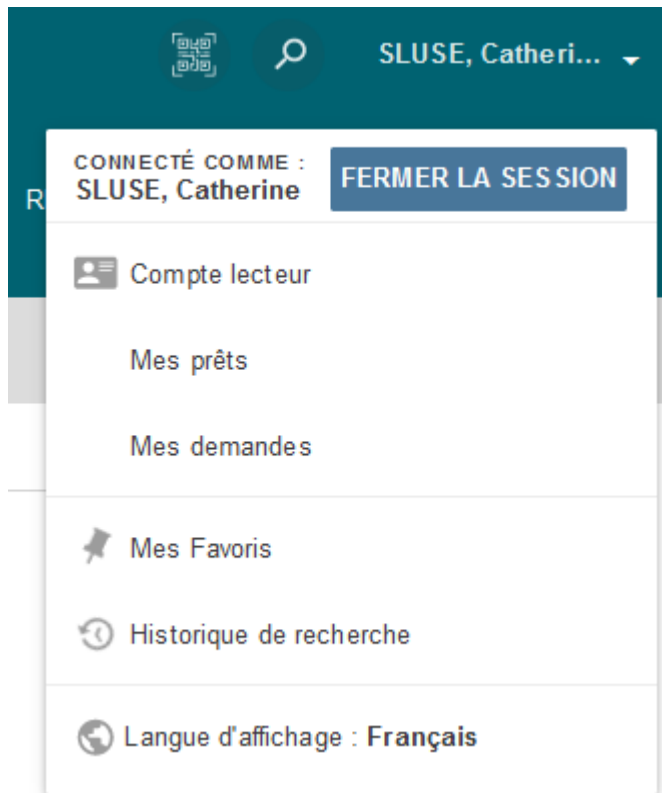 SLUSE, Catheri...
CONNECTÉ COMME :
SLUSE, Catherine
FERMER LA SESSION
R
Compte lecteur
Mes prêts
Mes demandes
Mes Favoris
Historique de recherche
Langue d'affichage : Français